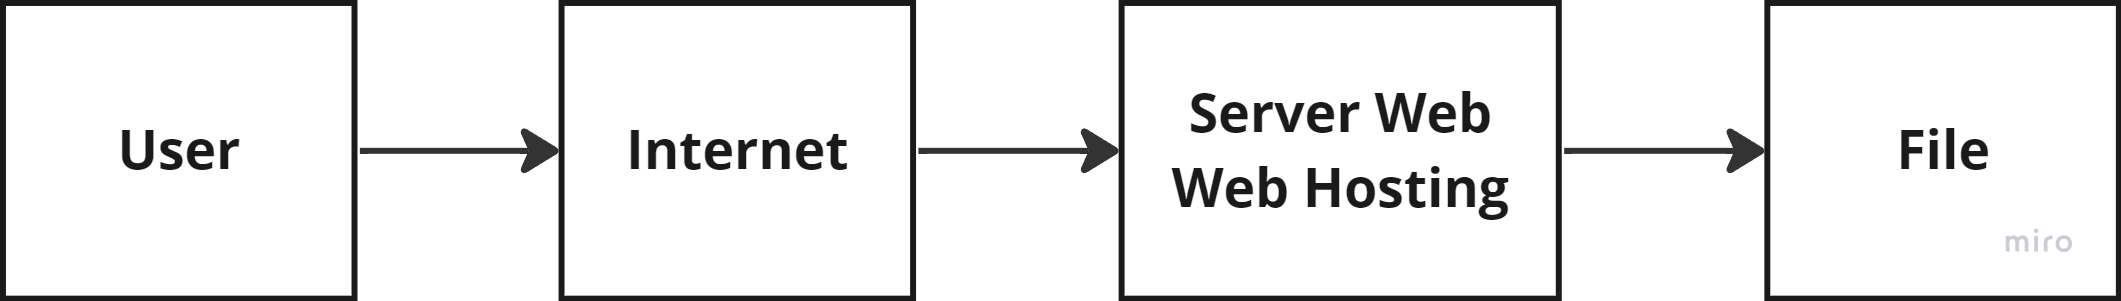 User
Internet
Server Web
Web Hosting
File
miro